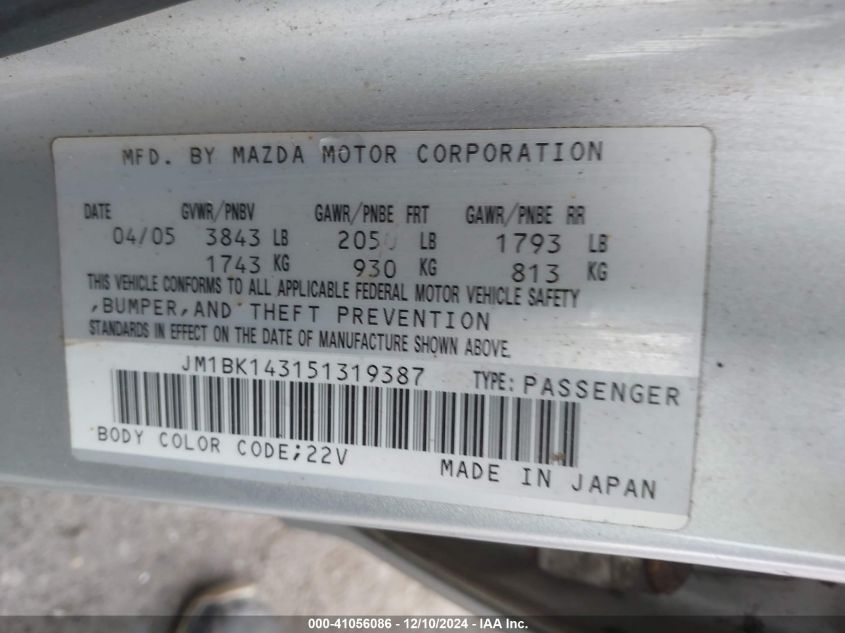 MFD. BY MAZDA MOTOR CORPORATION
DATE GVWR/PNBV GAWR/PNBE FRT GAWR/PNBE RR
04/05 3843 LB 2050 LB 1793 LB
1743 KG 930 KG 813 KG
THIS VEHICLE CONFORMS TO ALL APPLICABLE FEDERAL MOTOR VEHICLE SAFETY
,BUMPER,AND THEFT PREVENTION
STANDARDS IN EFFECT ON THE DATE OF MANUFACTURE SHOWN ABOVE.
JM1BK143151319387 TYPE: PASSENGER
BODY COLOR CODE;22V
MADE IN JAPAN
000-41056086 - 12/10/2024 - IAA Inc.